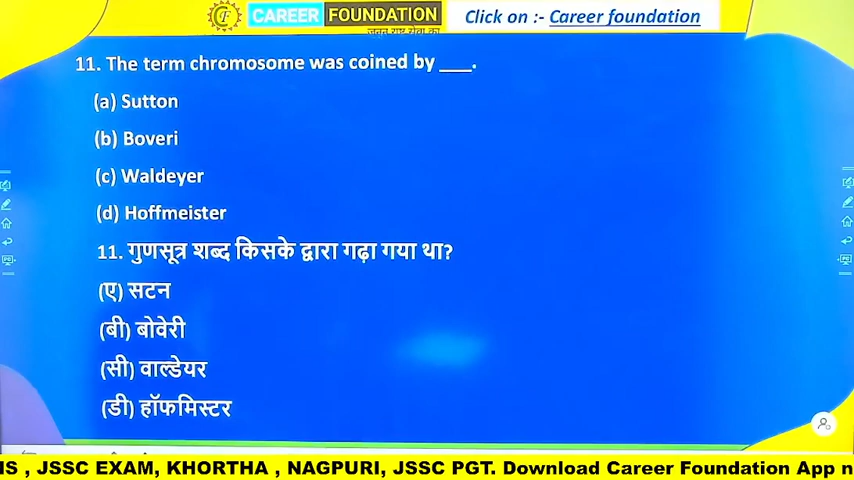 CAREER FOUNDATION
Click on :- Career foundation
11. The term chromosome was coined by ___.
(a) Sutton
(b) Boveri
(c) Waldeyer
(d) Hoffmeister
11. गुणसूत्र शब्द किसके द्वारा गढ़ा गया था?
(ए) सटन
(बी) बोवेरी
(सी) वाल्डेयर
(डी) हॉफमिस्टर
IS , JSSC EXAM, KHORTHA , NAGPURI, JSSC PGT. Download Career Foundation App n